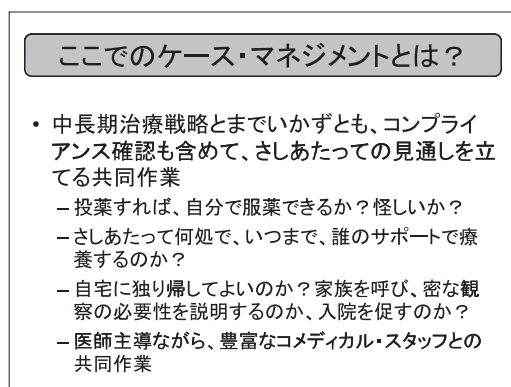 ここでのケース・マネジメントとは？
• 中長期治療戦略とまでいかずとも、コンプライ
アンス確認も含めて、さしあたっての見通しを立
てる共同作業
– 投薬すれば、自分で服薬できるか？怪しいか？
– さしあたって何処で、いつまで、誰のサポートで療
養するのか？
– 自宅に独り帰してよいのか？家族を呼び、密な観
察の必要性を説明するのか、入院を促すのか？
– 医師主導ながら、豊富なコメディカル・スタッフとの
共同作業